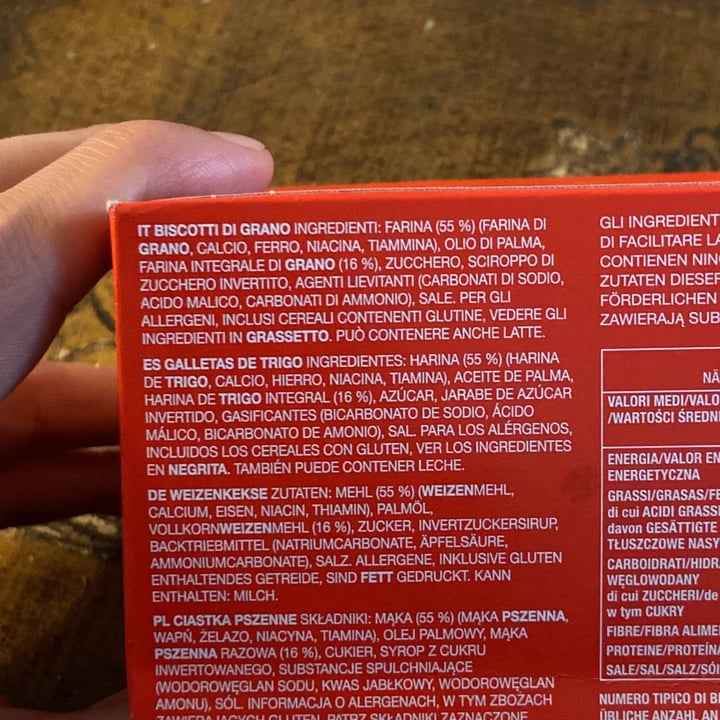 IT BISCOTTI DI GRANO INGREDIENTI: FARINA (55 %) (FARINA DI
GRANO, CALCIO, FERRO, NIACINA, TIAMMINA), OLIO DI PALMA,
FARINA INTEGRALE DI GRANO (16 %), ZUCCHERO, SCIROPPO DI
ZUCCHERO INVERTITO, AGENTI LIEVITANTI (CARBONATI DI SODIO,
ACIDO MALICO, CARBONATI DI AMMONIO), SALE. PER GLI
ALLERGENI, INCLUSI CEREALI CONTENENTI GLUTINE, VEDERE GLI
INGREDIENTI IN GRASSETTO. PUÒ CONTENERE ANCHE LATTE.
ES GALLETAS DE TRIGO INGREDIENTES: HARINA (55 %) (HARINA
DE TRIGO, CALCIO, HIERRO, NIACINA, TIAMINA), ACEITE DE PALMA,
HARINA DE TRIGO INTEGRAL (16 %), AZÚCAR, JARABE DE AZÚCAR
INVERTIDO, GASIFICANTES (BICARBONATO DE SODIO, ÁCIDO
MÁLICO, BICARBONATO DE AMONIO), SAL. PARA LOS ALÉRGENOS,
INCLUIDOS LOS CEREALES CON GLUTEN, VER LOS INGREDIENTES
EN NEGRITA. TAMBIÉN PUEDE CONTENER LECHE.
DE WEIZENKEKSE ZUTATEN: MEHL (55 %) (WEIZENMEHL,
CALCIUM, EISEN, NIACIN, THIAMIN), PALMÖL,
VOLLKORNWEIZENMEHL (16 %), ZUCKER, INVERTZUCKERSIRUP,
BACKTRIEBMITTEL (NATRIUMCARBONATE, ÄPFELSÄURE,
AMMONIUMCARBONATE), SALZ. ALLERGENE, INKLUSIVE GLUTEN
ENTHALTENDES GETREIDE, SIND FETT GEDRUCKT. KANN
ENTHALTEN: MILCH.
PL CIASTKA PSZENNE SKŁADNIKI: MĄKA (55 %) (MĄKA PSZENNA,
WAPŃ, ŻELAZO, NIACYNA, TIAMINA), OLEJ PALMOWY, MĄKA
PSZENNA RAZOWA (16 %), CUKIER, SYROP Z CUKRU
INWERTOWANEGO, SUBSTANCJE SPULCHNIAJĄCE
(WODOROWĘGLAN SODU, KWAS JABŁKOWY, WODOROWĘGLAN
AMONU), SÓL. INFORMACJA O ALERGENACH, W TYM ZBOŻACH
ZAWIERAJĄCYCH GLUTEN, PATRZ SKŁADNIKI ZAZNACZONE
GLI INGREDIENT
DI FACILITARE LA
CONTIENEN NING
ZUTATEN DIESER
FÖRDERLICHEN
ZAWIERAJĄ SUB
NÄ
VALORI MEDI/VALO
/WARTOŚCI ŚREDNI
ENERGIA/VALOR EN
ENERGETYCZNA
GRASSI/GRASAS/FE
di cui ACIDI GRASSI
davon GESÄTTIGTE
TŁUSZCZOWE NASY
CARBOIDRATI/HIDRA
WĘGLOWODANY
di cui ZUCCHERI/de
w tym CUKRY
FIBRE/FIBRA ALIME
PROTEINE/PROTEÍNA
SALE/SAL/SALZ/SÓL
NUMERO TIPICO DI B
ÜBLICHE ANZAHL AN